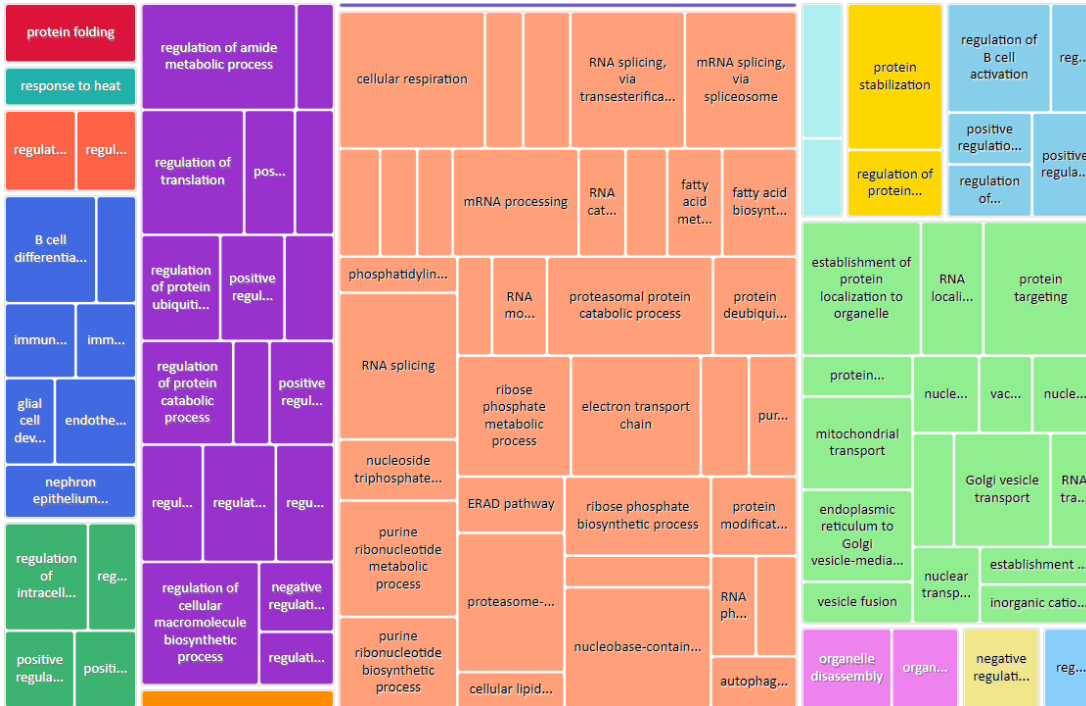 protein folding
response to heat
regulat...
regul...
B cell
differentia...
immun...
imm...
glial
cell
dev...
endothe...
nephron
epithelium...
regulation
of
intracell...
reg...
positive
regula...
positi...
regulation of amide
metabolic process
regulation of
translation
pos...
regulation
of protein
ubiquiti...
positive
regul...
regulation
of protein
catabolic
process
positive
regul...
regul...
regulat...
regu...
regulation of
cellular
macromolecule
biosynthetic
process
negative
regulati...
regulati...
cellular respiration
RNA splicing,
via
transesterifica...
mRNA splicing,
via
spliceosome
mRNA processing
RNA
cat...
fatty
acid
met...
fatty acid
biosynt...
phosphatidylin...
RNA splicing
RNA
mo...
proteasomal protein
catabolic process
protein
deubiqui...
ribose
phosphate
metabolic
process
electron transport
chain
pur...
nucleoside
triphosphate...
purine
ribonucleotide
metabolic
process
purine
ribonucleotide
biosynthetic
process
ERAD pathway
ribose phosphate
biosynthetic process
protein
modificat...
proteasome-...
nucleobase-contain...
RNA
ph...
cellular lipid...
autophag...
protein
stabilization
regulation of
protein...
regulation of
B cell
activation
reg...
positive
regulatio...
positive
regula...
regulation
of...
establishment of
protein
localization to
organelle
RNA
locali...
protein
targeting
protein...
mitochondrial
transport
nucle...
vac...
nucle...
Golgi vesicle
transport
RNA
tra...
endoplasmic
reticulum to
Golgi
vesicle-media...
nuclear
transp...
establishment ...
vesicle fusion
inorganic catio...
organelle
disassembly
organ...
negative
regulati...
reg...